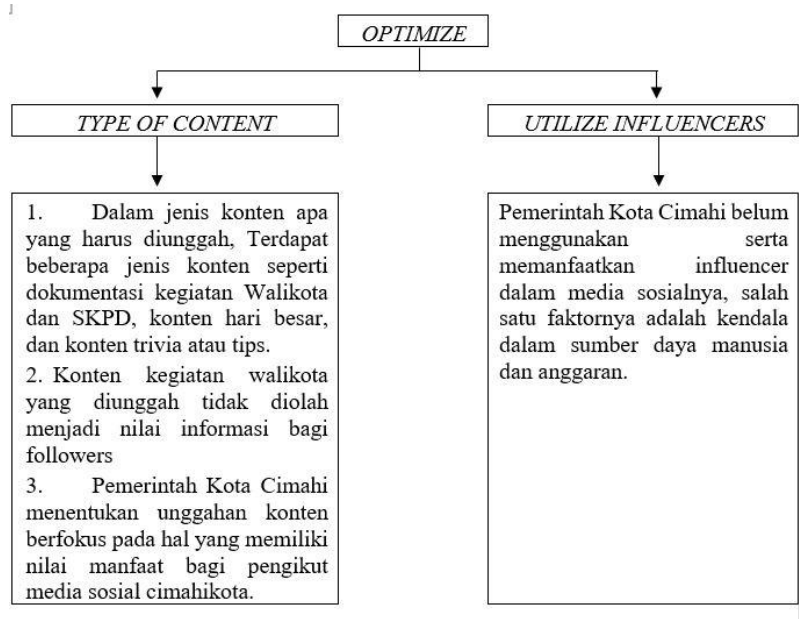 OPTIMIZE
TYPE OF CONTENT
1. Dalam jenis konten apa
yang harus diunggah, Terdapat
beberapa jenis konten seperti
dokumentasi kegiatan Walikota
dan SKPD, konten hari besar,
dan konten trivia atau tips.
2. Konten kegiatan walikota
yang diunggah tidak diolah
menjadi nilai informasi bagi
followers
3. Pemerintah Kota Cimahi
menentukan unggahan konten
berfokus pada hal yang memiliki
nilai manfaat bagi pengikut
media sosial cimahikota.
UTILIZE INFLUENCERS
Pemerintah Kota Cimahi belum
menggunakan serta
memanfaatkan influencer
dalam media sosialnya, salah
satu faktornya adalah kendala
dalam sumber daya manusia
dan anggaran.